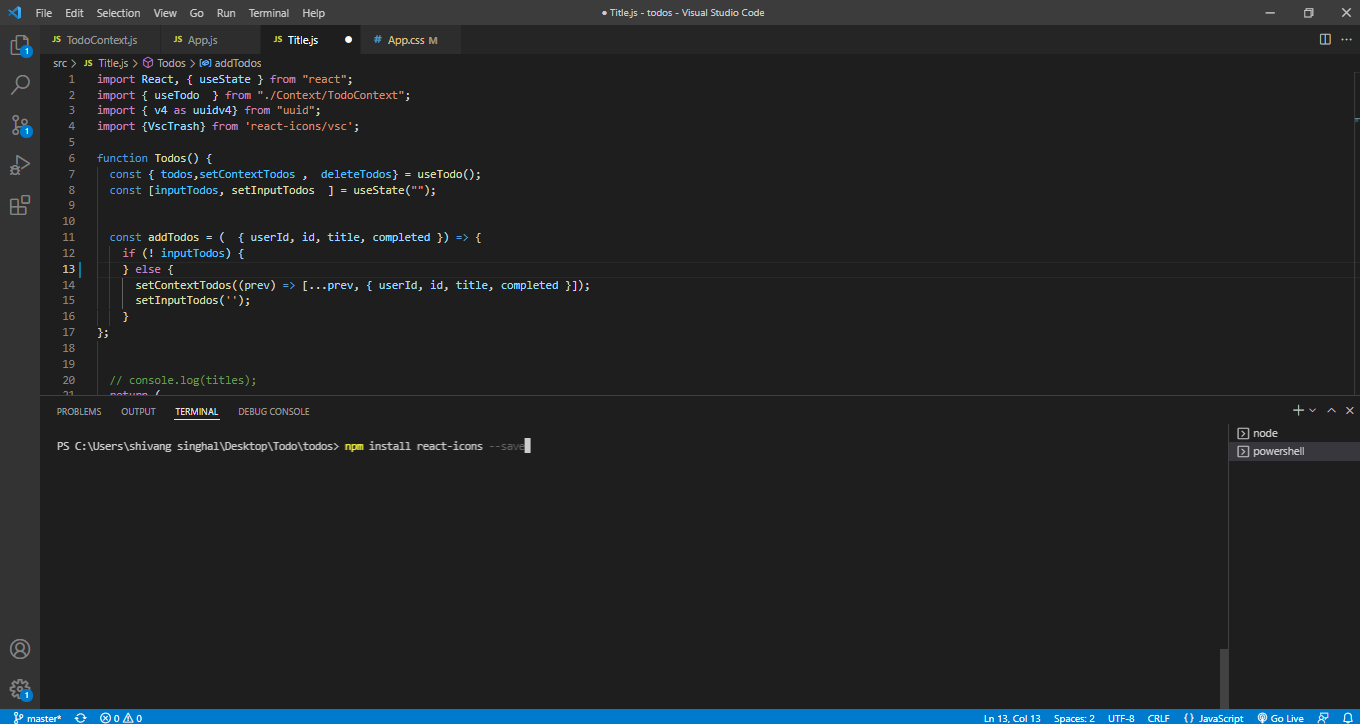 File Edit Selection View Go Run Terminal Help ● Title.js - todos - Visual Studio Code
JS TodoContext.js JS App.js JS Title.js ● # App.css M
src > JS Title.js > Todos > addTodos
1 import React, { useState } from "react";
2 import { useTodo  } from "./Context/TodoContext";
3 import { v4 as uuidv4} from "uuid";
4 import {VscTrash} from 'react-icons/vsc';
5
6 function Todos() {
7   const { todos,setContextTodos ,  deleteTodos} = useTodo();
8   const [inputTodos, setInputTodos  ] = useState("");
9
10
11   const addTodos = (  { userId, id, title, completed }) => {
12     if (! inputTodos) {
13     } else {
14       setContextTodos((prev) => [...prev, { userId, id, title, completed }]);
15       setInputTodos('');
16     }
17 };
18
19
20   // console.log(titles);
21   return (
PROBLEMS OUTPUT TERMINAL DEBUG CONSOLE
PS C:\Users\shivang singhal\Desktop\Todo\todos> npm install react-icons --save
node
powershell
1
1
1
master* 0 0 Ln 13, Col 13 Spaces: 2 UTF-8 CRLF {} JavaScript Go Live